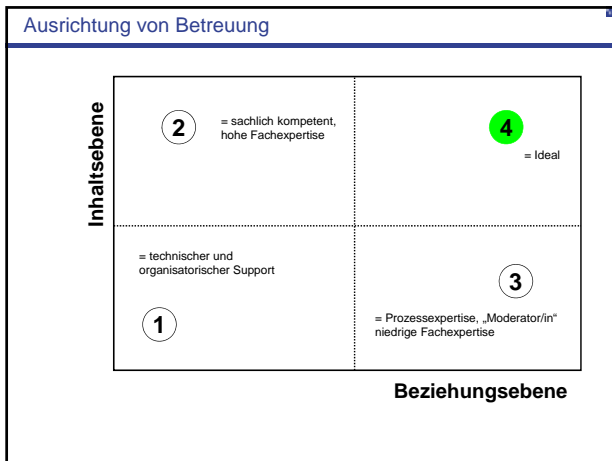 Ausrichtung von Betreuung
Inhaltsebene
2
= sachlich kompetent,
hohe Fachexpertise
4
= Ideal
= technischer und
organisatorischer Support
1
3
= Prozessexpertise, „Moderator/in“
niedrige Fachexpertise
Beziehungsebene